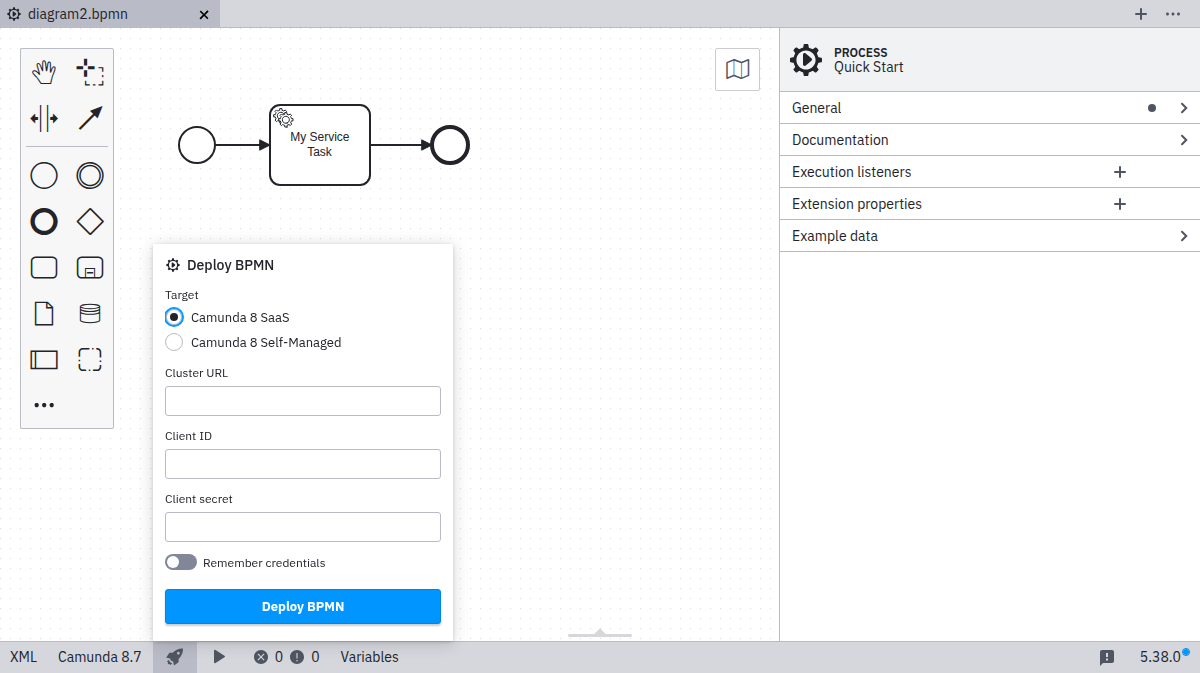 diagram2.bpmn
PROCESS
Quick Start
General
Documentation
Execution listeners
Extension properties
Example data
My Service
Task
Deploy BPMN
Target
Camunda 8 SaaS
Camunda 8 Self-Managed
Cluster URL
Client ID
Client secret
Remember credentials
Deploy BPMN
XML Camunda 8.7 0 0 Variables 5.38.0